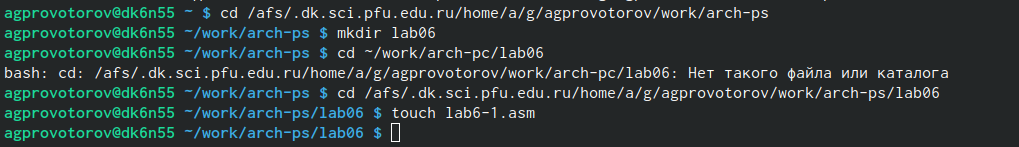 agprovotorov@dk6n55 ~ $ cd /afs/.dk.sci.pfu.edu.ru/home/a/g/agprovotorov/work/arch-ps
agprovotorov@dk6n55 ~/work/arch-ps $ mkdir lab06
agprovotorov@dk6n55 ~/work/arch-ps $ cd ~/work/arch-pc/lab06
bash: cd: /afs/.dk.sci.pfu.edu.ru/home/a/g/agprovotorov/work/arch-pc/lab06: Нет такого файла или каталога
agprovotorov@dk6n55 ~/work/arch-ps $ cd /afs/.dk.sci.pfu.edu.ru/home/a/g/agprovotorov/work/arch-ps/lab06
agprovotorov@dk6n55 ~/work/arch-ps/lab06 $ touch lab6-1.asm
agprovotorov@dk6n55 ~/work/arch-ps/lab06 $